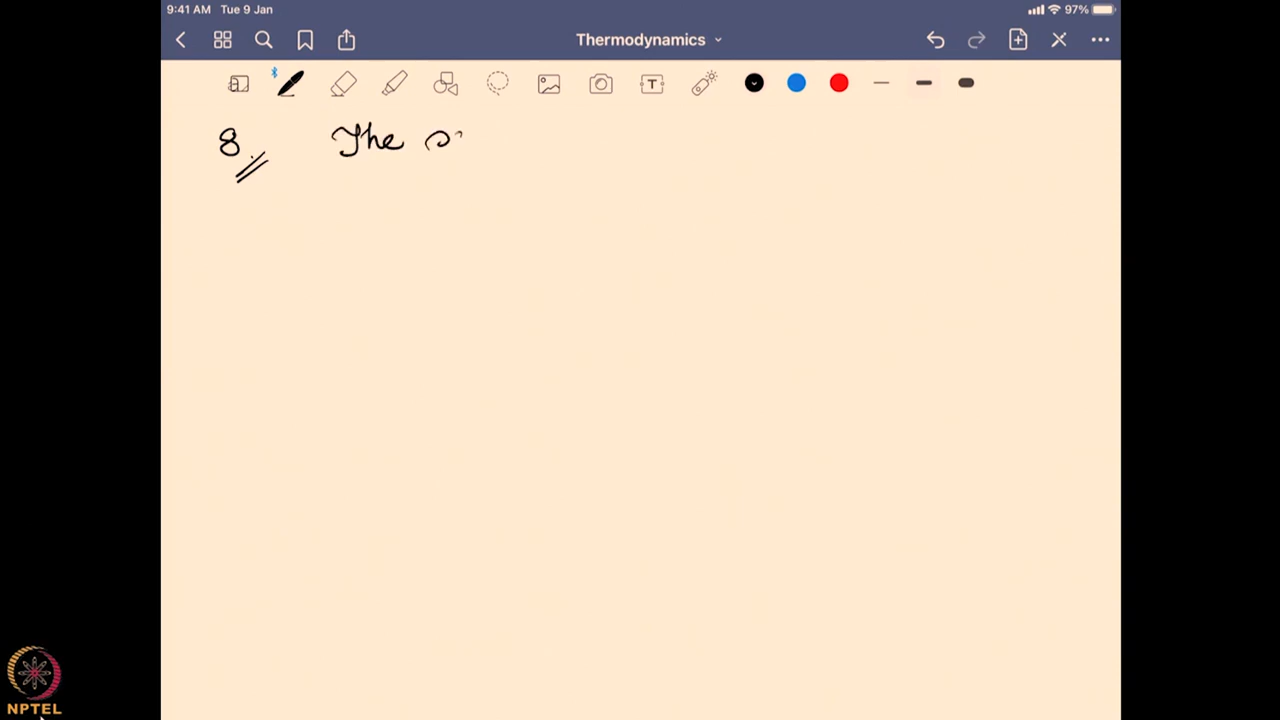 9:41 AM Tue 9 Jan 97%
Thermodynamics
T
8. The
NPTEL